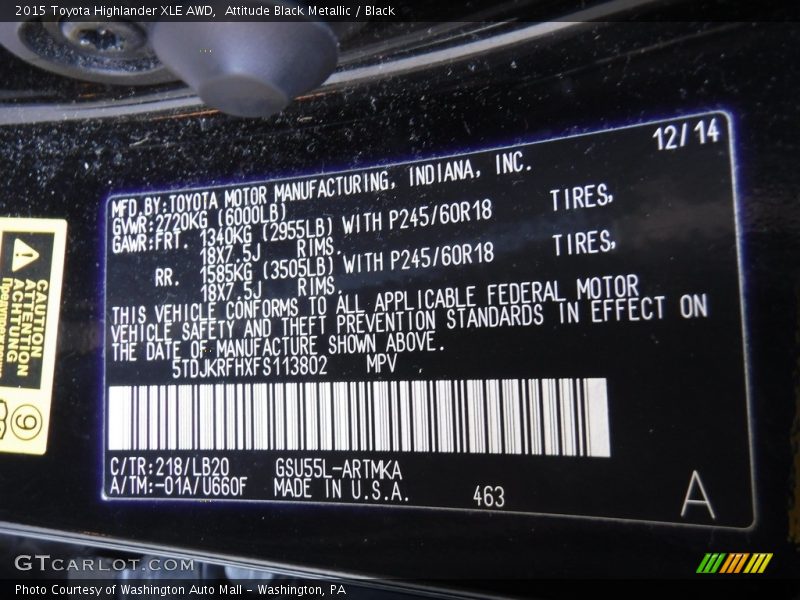 2015 Toyota Highlander XLE AWD,  Attitude Black Metallic / Black
12/ 14
MFD.BY:TOYOTA MOTOR MANUFACTURING, INDIANA, INC.
GVWR:2720KG (6000LB)
GAWR:FRT. 1340KG (2955LB) WITH P245/60R18 TIRES,
18X7.5J RIMS.
RR. 1585KG (3505LB) WITH P245/60R18 TIRES,
18X7.5J RIMS.
THIS VEHICLE CONFORMS TO ALL APPLICABLE FEDERAL MOTOR
VEHICLE SAFETY AND THEFT PREVENTION STANDARDS IN EFFECT ON
THE DATE OF MANUFACTURE SHOWN ABOVE.
5TDJKRFHXFS113802 MPV
C/TR:218/LB20 GSU55L-ARTMKA
A/TM:-01A/U660F MADE IN U.S.A. 463
A
CAUTION
ATTENTION
ACHTUNG
9
GTCARLOT.COM
Photo Courtesy of Washington Auto Mall - Washington, PA